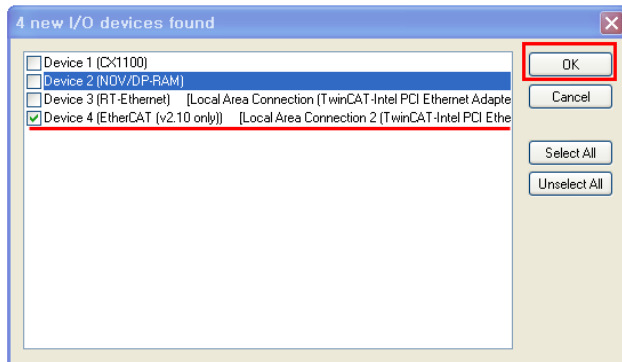 4 new I/O devices found
Device 1 (CX1100)
Device 2 (NOV/DP-RAM)
Device 3 (RT-Ethernet) [Local Area Connection (TwinCAT-Intel PCI Ethernet Adapte
Device 4 (EtherCAT (v2.10 only)) [Local Area Connection 2 (TwinCAT-Intel PCI Ethe
OK
Cancel
Select All
Unselect All